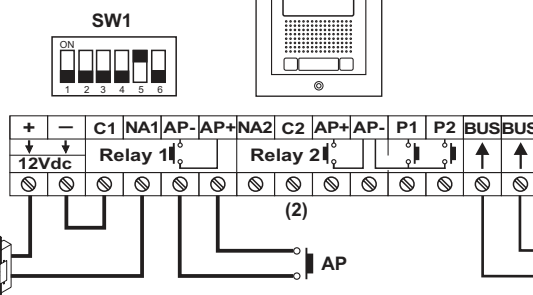 SW1
ON
1 2 3 4 5 6
+ – C1 NA1 AP- AP+ NA2 C2 AP+ AP- P1 P2 BUS BUS
12Vdc Relay 1 Relay 2
(2)
AP